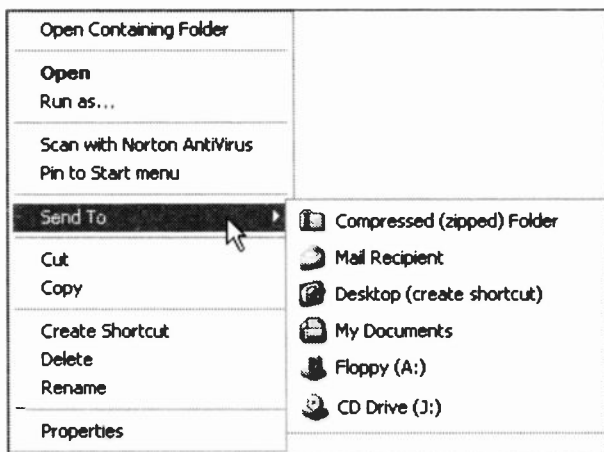 Open Containing Folder
Open
Run as...
Scan with Norton AntiVirus
Pin to Start menu
Send To
Cut
Copy
Create Shortcut
Delete
Rename
Properties
Compressed (zipped) Folder
Mail Recipient
Desktop (create shortcut)
My Documents
Floppy (A:)
CD Drive (J:)